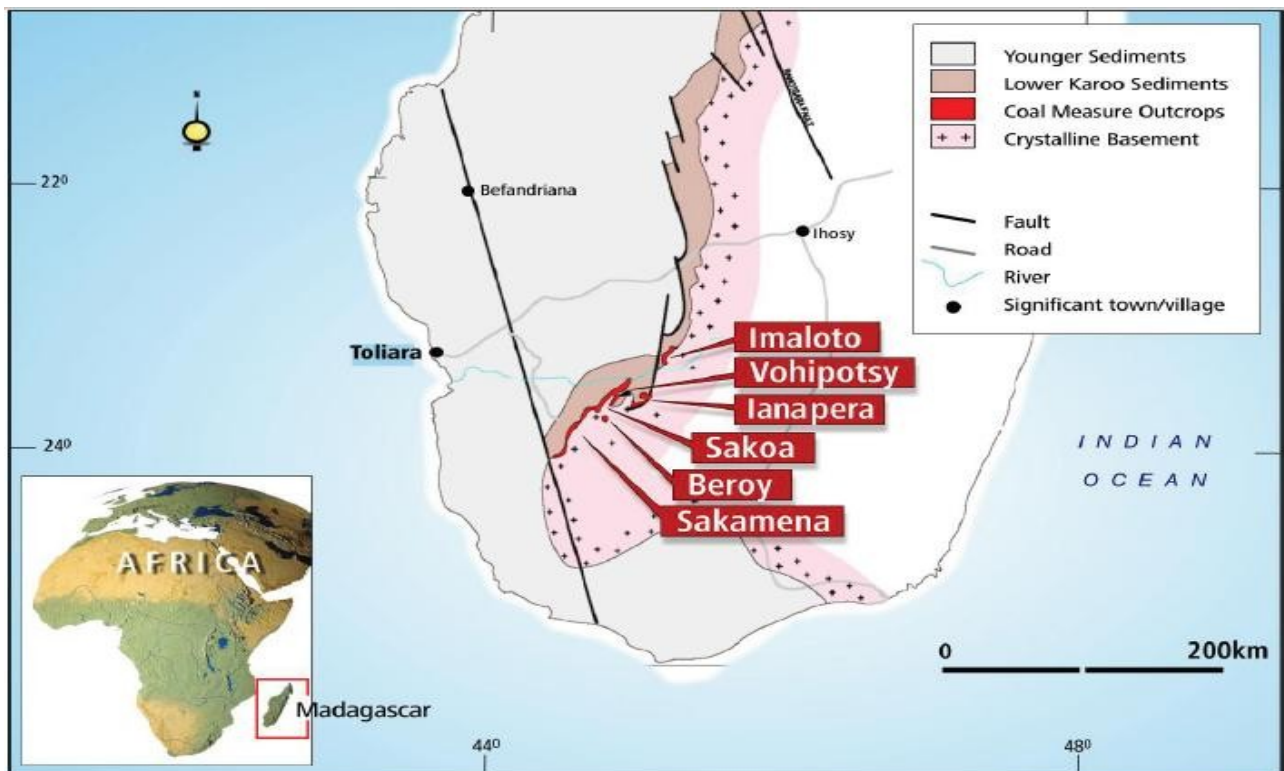 N
S
22⁰
Befandriana
Ihosy
Toliara
Imaloto
Vohipotsy
Ianapera
Sakoa
Beroy
Sakamena
24⁰
44⁰
48⁰
Younger Sediments
Lower Karoo Sediments
Coal Measure Outcrops
Crystalline Basement
Fault
Road
River
Significant town/village
INDIAN
OCEAN
0 200km
AFRICA
Madagascar